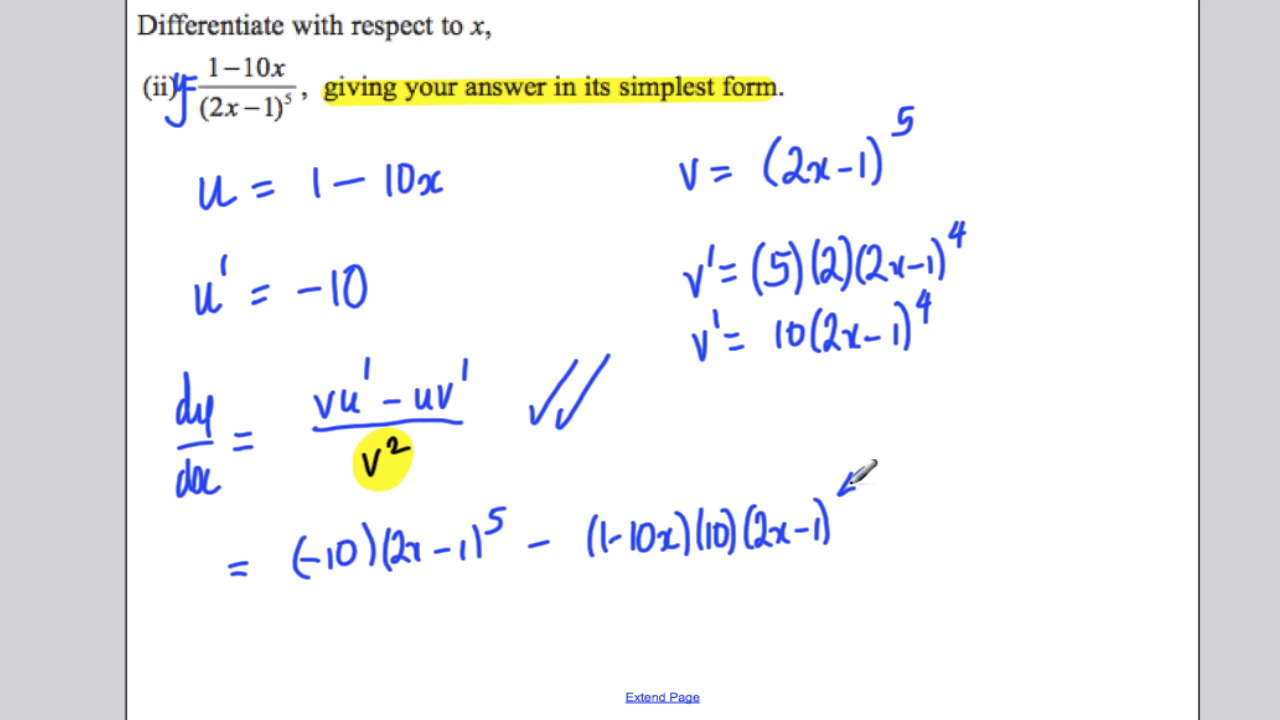 Differentiate with respect to x,
(ii) y = (1−10x)/(2x−1)^5 , giving your answer in its simplest form.
u = 1 − 10x
v = (2x−1)^5
u' = −10
v' = (5)(2)(2x−1)^4
v' = 10(2x−1)^4
dy/dx = (vu' − uv')/v^2
= (−10)(2x−1)^5 − (1−10x)(10)(2x−1)
Extend Page